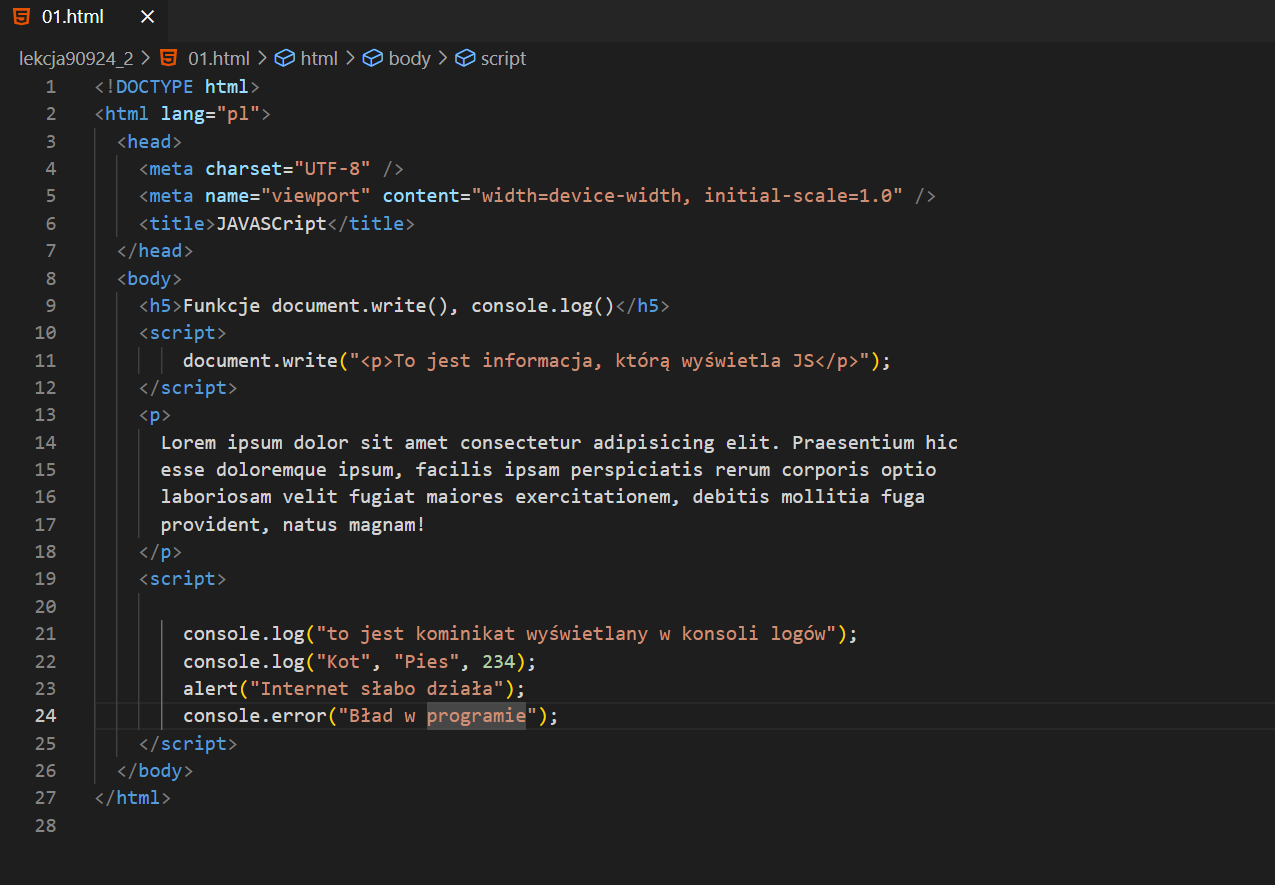 01.html
lekcja90924_2 > 01.html > html > body > script
1 <!DOCTYPE html>
2 <html lang="pl">
3 <head>
4 <meta charset="UTF-8" />
5 <meta name="viewport" content="width=device-width, initial-scale=1.0" />
6 <title>JAVASCript</title>
7 </head>
8 <body>
9 <h5>Funkcje document.write(), console.log()</h5>
10 <script>
11 document.write("<p>To jest informacja, którą wyświetla JS</p>");
12 </script>
13 <p>
14 Lorem ipsum dolor sit amet consectetur adipisicing elit. Praesentium hic
15 esse doloremque ipsum, facilis ipsam perspiciatis rerum corporis optio
16 laboriosam velit fugiat maiores exercitationem, debitis mollitia fuga
17 provident, natus magnam!
18 </p>
19 <script>
20
21 console.log("to jest kominikat wyświetlany w konsoli logów");
22 console.log("Kot", "Pies", 234);
23 alert("Internet słabo działa");
24 console.error("Bład w programie");
25 </script>
26 </body>
27 </html>
28